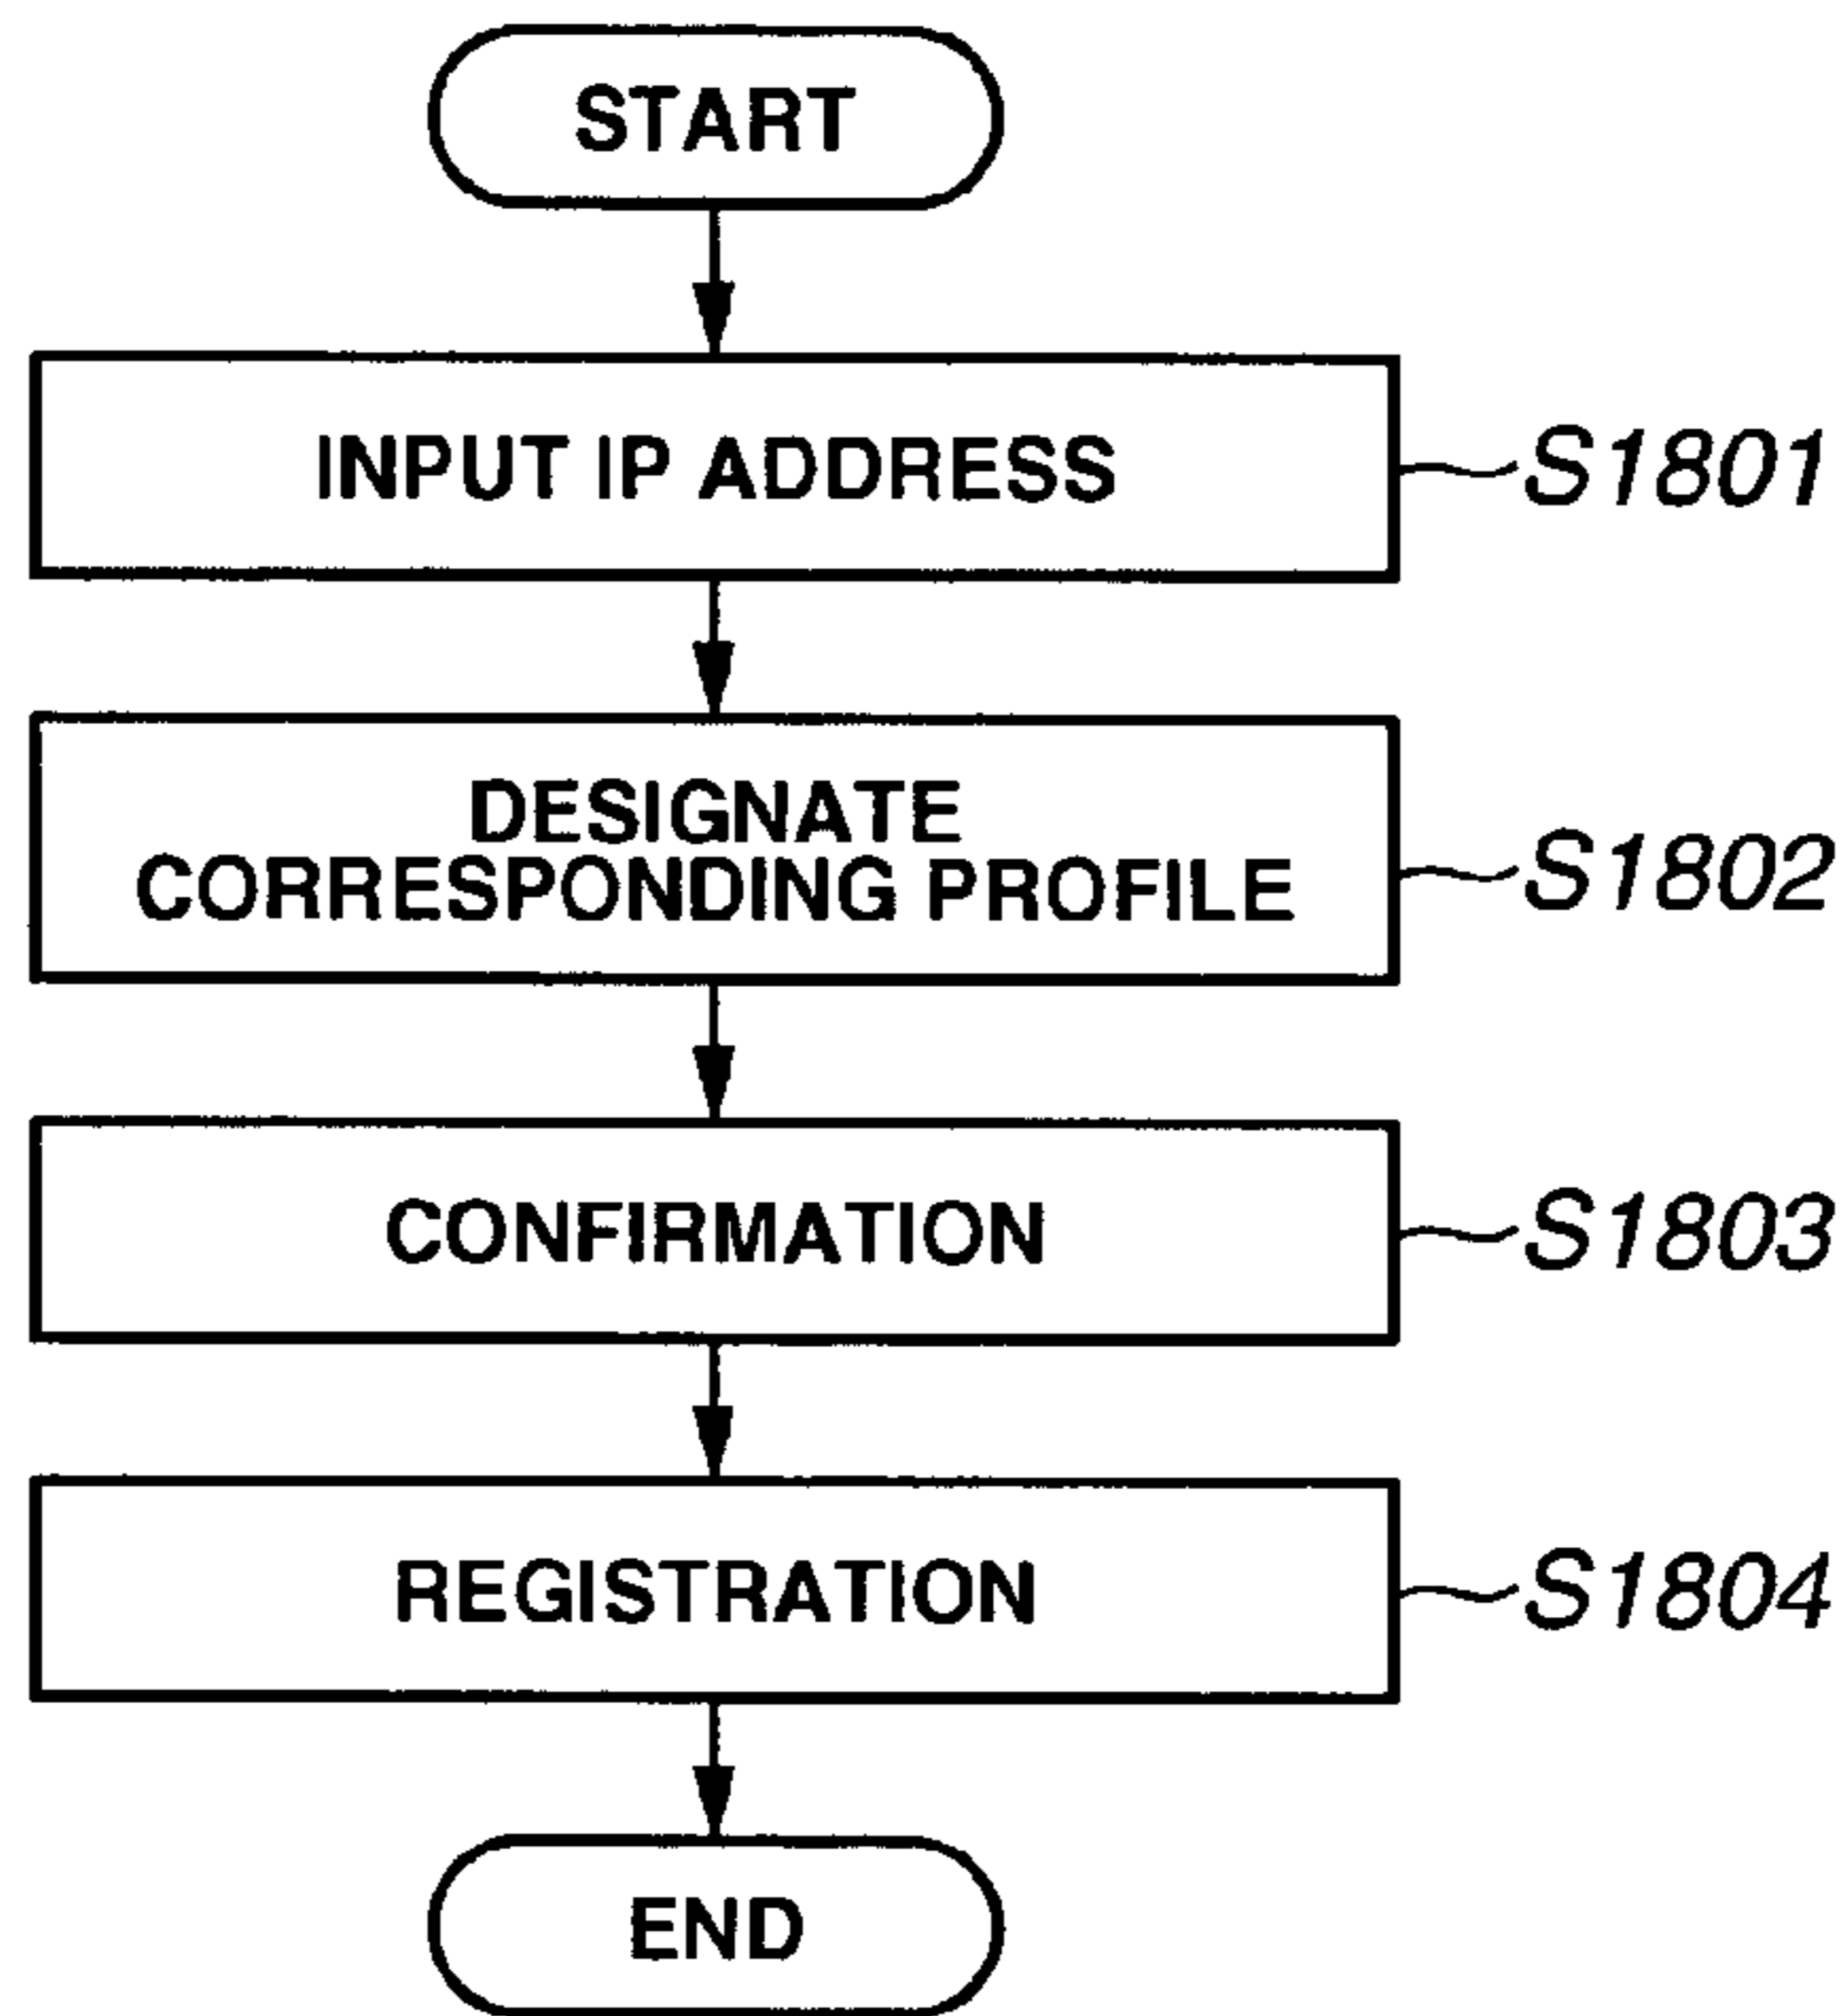 START
INPUT IP ADDRESS
S1801
DESIGNATE
CORRESPONDING PROFILE
S1802
CONFIRMATION
S1803
REGISTRATION
S1804
END